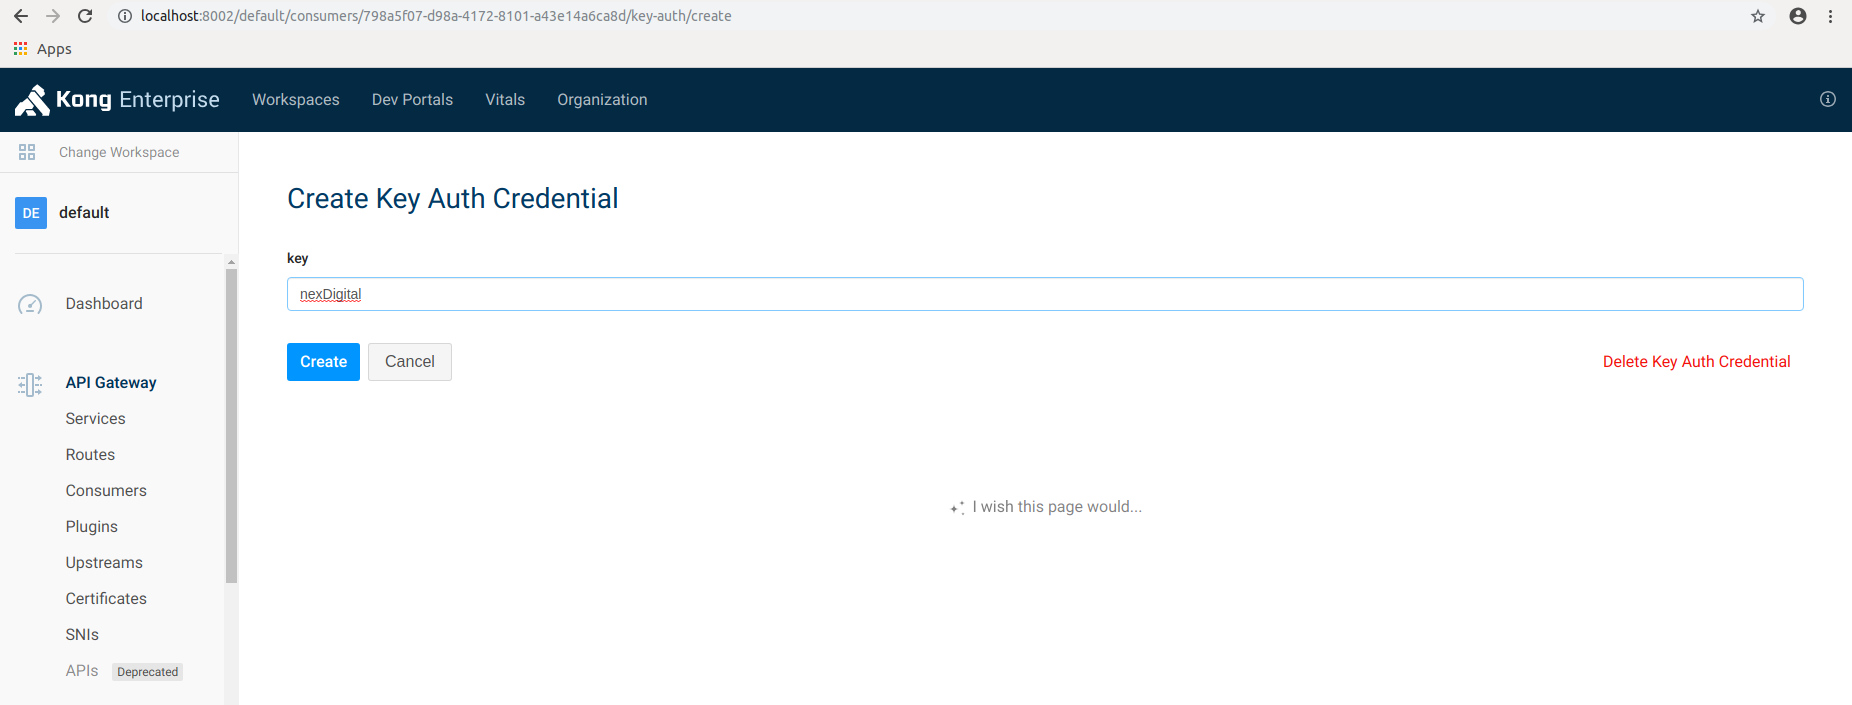 localhost:8002/default/consumers/798a5f07-d98a-4172-8101-a43e14a6ca8d/key-auth/create
Apps
Kong Enterprise Workspaces Dev Portals Vitals Organization
Change Workspace
DE default
Dashboard
API Gateway
Services
Routes
Consumers
Plugins
Upstreams
Certificates
SNIs
APIs Deprecated
Create Key Auth Credential
key
nexDigital
Create Cancel Delete Key Auth Credential
I wish this page would...